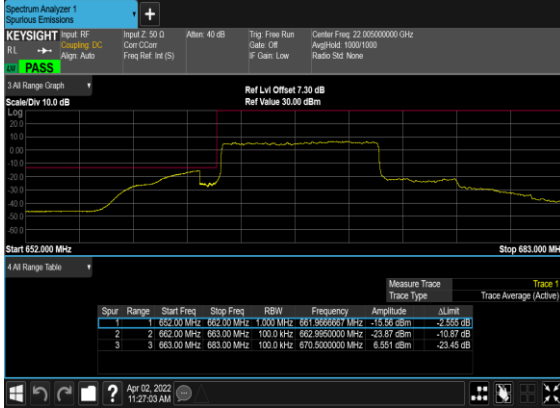 Spectrum Analyzer 1
Spurious Emissions
+
KEYSIGHT Input: RF Input Z: 50 Ω Atten: 40 dB Trig: Free Run Center Freq: 22.005000000 GHz
RL Coupling: DC Corr CCorr Gate: Off Avg|Hold: 1000/1000
Align: Auto Freq Ref: Int (S) IF Gain: Low Radio Std: None
PASS
3.All Range Graph
Ref Lvl Offset 7.30 dB
Scale/Div 10.0 dB Ref Value 30.00 dBm
Log
20.0
10.0
0.00
-10.0
-20.0
-30.0
-40.0
-50.0
-60.0
Start 652.000 MHz Stop 683.000 MH
4.All Range Table
Measure Trace Trace 1
Trace Type Trace Average (Active)
Spur Range Start Freq Stop Freq RBW Frequency Amplitude ΔLimit
1 1 652.00 MHz 662.00 MHz 1.000 MHz 661.9666667 MHz -15.56 dBm -2.555 dB
2 2 662.00 MHz 663.00 MHz 100.0 kHz 662.9950000 MHz -23.87 dBm -10.87 dB
3 3 663.00 MHz 683.00 MHz 100.0 kHz 670.5000000 MHz 6.551 dBm -23.45 dB
? Apr 02, 2022
11:27:03 AM